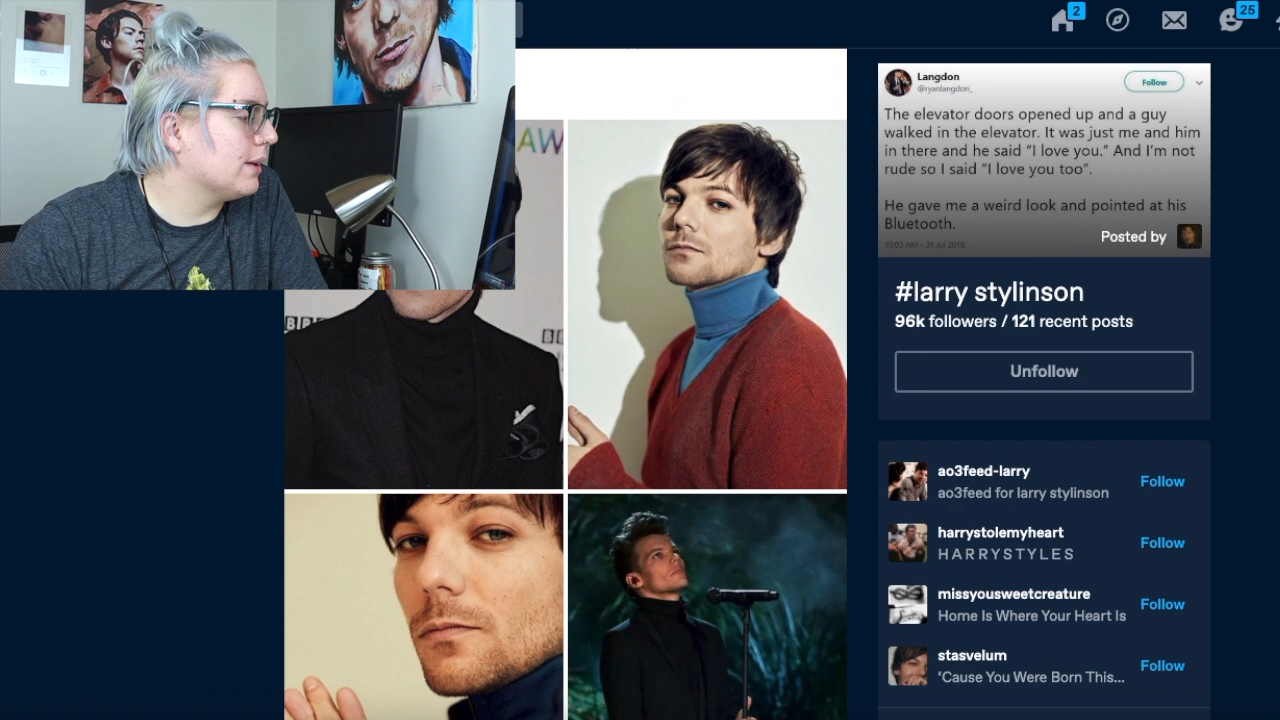 2
25
AW
BB
BB
Langdon
@ryanlangdon_
Follow
The elevator doors opened up and a guy
walked in the elevator. It was just me and him
in there and he said “I love you.” And I'm not
rude so I said “I love you too”.
He gave me a weird look and pointed at his
Bluetooth.
10:03 AM - 31 Jul 2018
Posted by
#larry stylinson
96k followers / 121 recent posts
Unfollow
ao3feed-larry
ao3feed for larry stylinson
Follow
harrystolemyheart
H A R R Y S T Y L E S
Follow
missyousweetcreature
Home Is Where Your Heart Is
Follow
stasvelum
‘Cause You Were Born This...
Follow